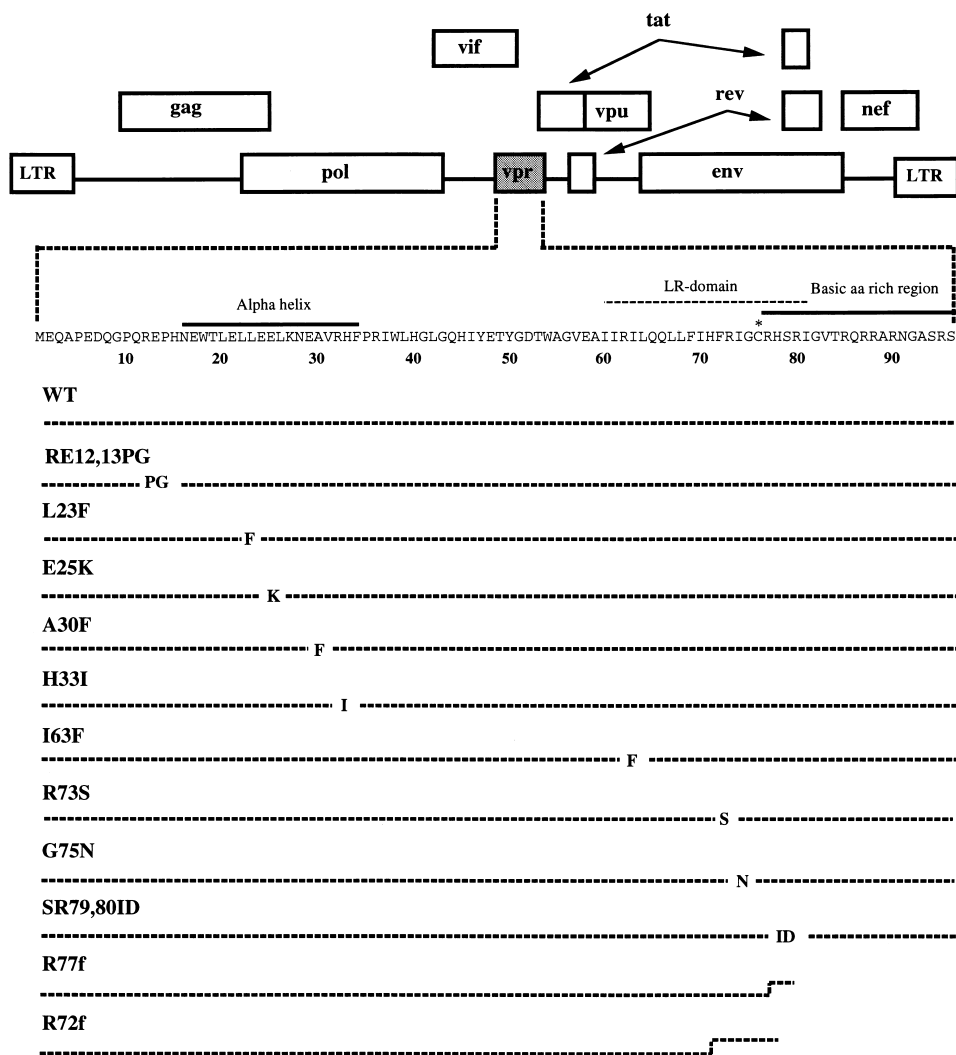 tat
vif
gag
vpu
rev
nef
LTR
pol
vpr
env
LTR
Alpha helix
LR-domain
Basic aa rich region
*
MEQAPEDQGPQREPHNEWTLELLEELKNEAVRHFPRIWLHGLGQHIYETYGDTWAGVEAIIRILQQLLFIHFRIGCRHSRIGVTRQRRARNGASRS
10 20 30 40 50 60 70 80 90
WT
RE12,13PG
PG
L23F
F
E25K
K
A30F
F
H33I
I
I63F
F
R73S
S
G75N
N
SR79,80ID
ID
R77f
R72f